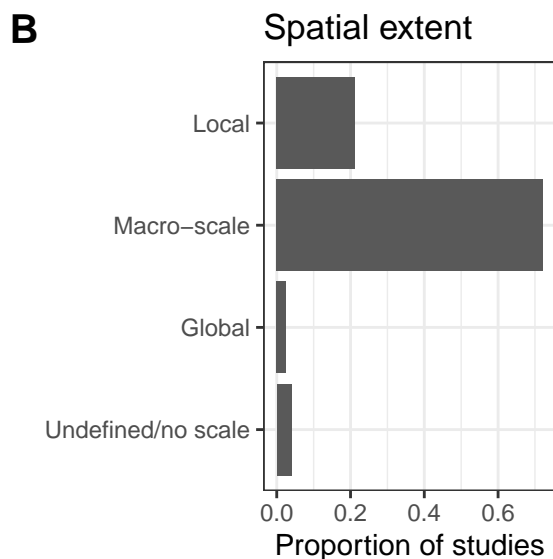 B
Spatial extent
Local
Macro−scale
Global
Undefined/no scale
0.0 0.2 0.4 0.6
Proportion of studies